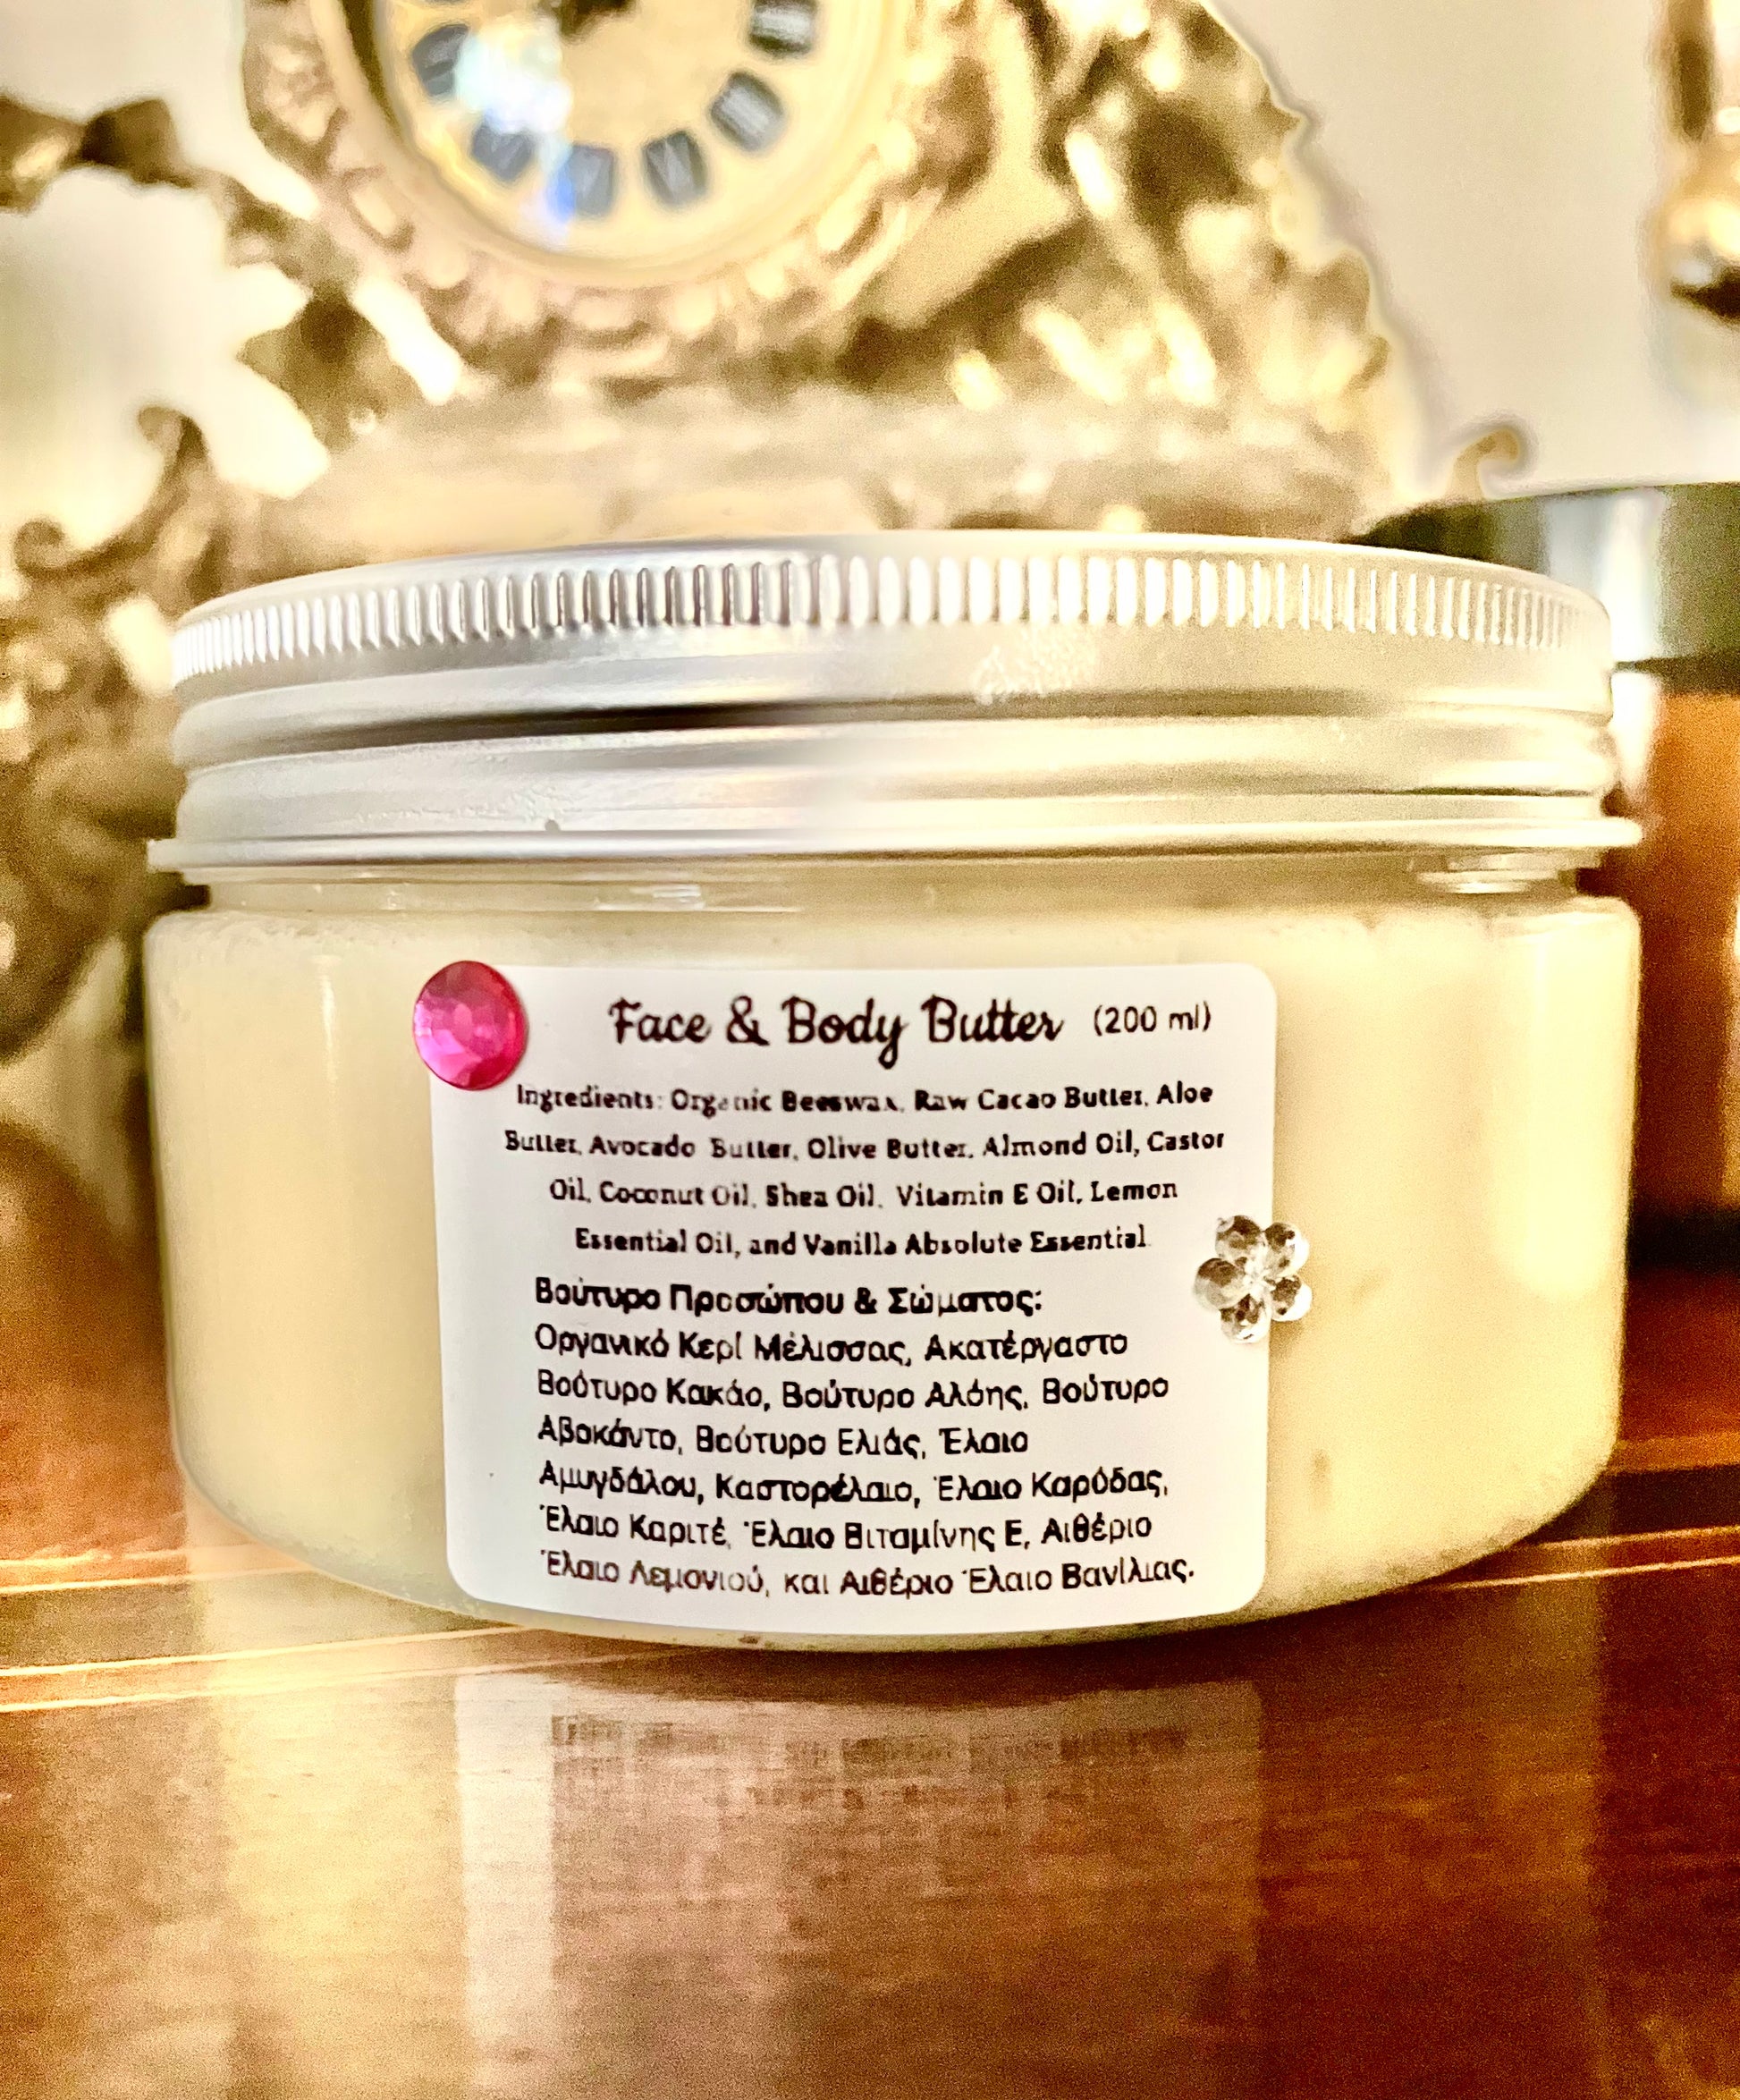 Face & Body Butter (200 ml)
Ingredients: Organic Beeswax, Raw Cacao Butter, Aloe
Butter, Avocado Butter, Olive Butter, Almond Oil, Castor
Oil, Coconut Oil, Shea Oil, Vitamin E Oil, Lemon
Essential Oil, and Vanilla Absolute Essential
Βούτυρο Προσώπου & Σώματος:
Οργανικό Κερί Μέλισσας, Ακατέργαστο
Βούτυρο Κακάο, Βούτυρο Αλόης, Βούτυρο
Αβοκάντο, Βούτυρο Ελιάς, Έλαιο
Αμυγδάλου, Καστορέλαιο, Έλαιο Καρύδας,
Έλαιο Καριτέ, Έλαιο Βιταμίνης Ε, Αιθέριο
Έλαιο Λεμονιού, και Αιθέριο Έλαιο Βανίλιας.